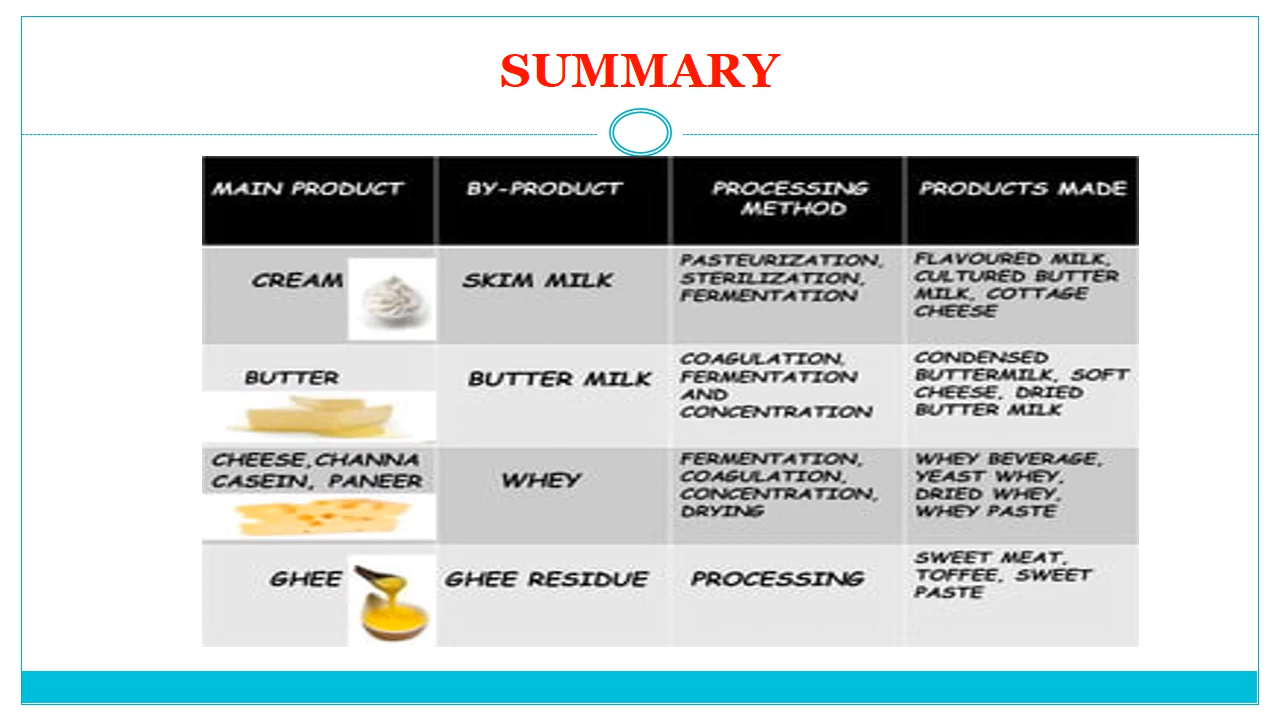 SUMMARY
MAIN PRODUCT
BY-PRODUCT
PROCESSING
METHOD
PRODUCTS MADE
CREAM
SKIM MILK
PASTEURIZATION,
STERILIZATION,
FERMENTATION
FLAVOURED MILK,
CULTURED BUTTER
MILK, COTTAGE
CHEESE
BUTTER
BUTTER MILK
COAGULATION,
FERMENTATION
AND
CONCENTRATION
CONDENSED
BUTTERMILK, SOFT
CHEESE, DRIED
BUTTER MILK
CHEESE,CHANNA
CASEIN, PANEER
WHEY
FERMENTATION,
COAGULATION,
CONCENTRATION,
DRYING
WHEY BEVERAGE,
YEAST WHEY,
DRIED WHEY,
WHEY PASTE
GHEE
GHEE RESIDUE
PROCESSING
SWEET MEAT,
TOFFEE, SWEET
PASTE